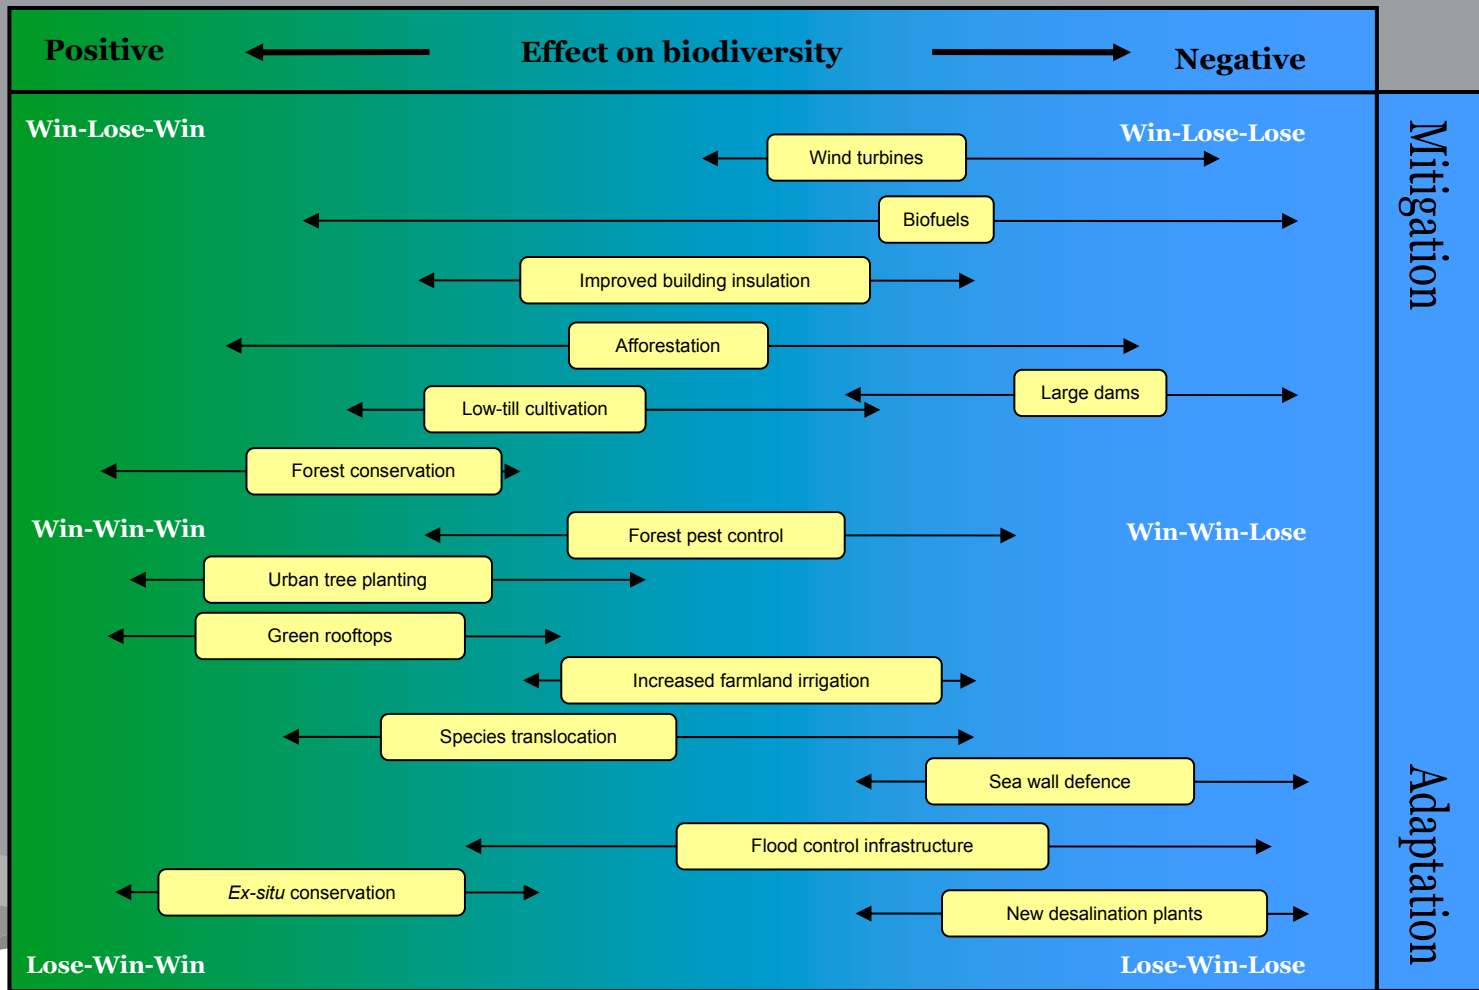 Positive
Effect on biodiversity
Negative
Win-Lose-Win
Win-Lose-Lose
Wind turbines
Biofuels
Improved building insulation
Afforestation
Large dams
Low-till cultivation
Forest conservation
Win-Win-Win
Win-Win-Lose
Forest pest control
Urban tree planting
Green rooftops
Increased farmland irrigation
Species translocation
Sea wall defence
Flood control infrastructure
Ex-situ conservation
New desalination plants
Lose-Win-Win
Lose-Win-Lose
Mitigation
Adaptation